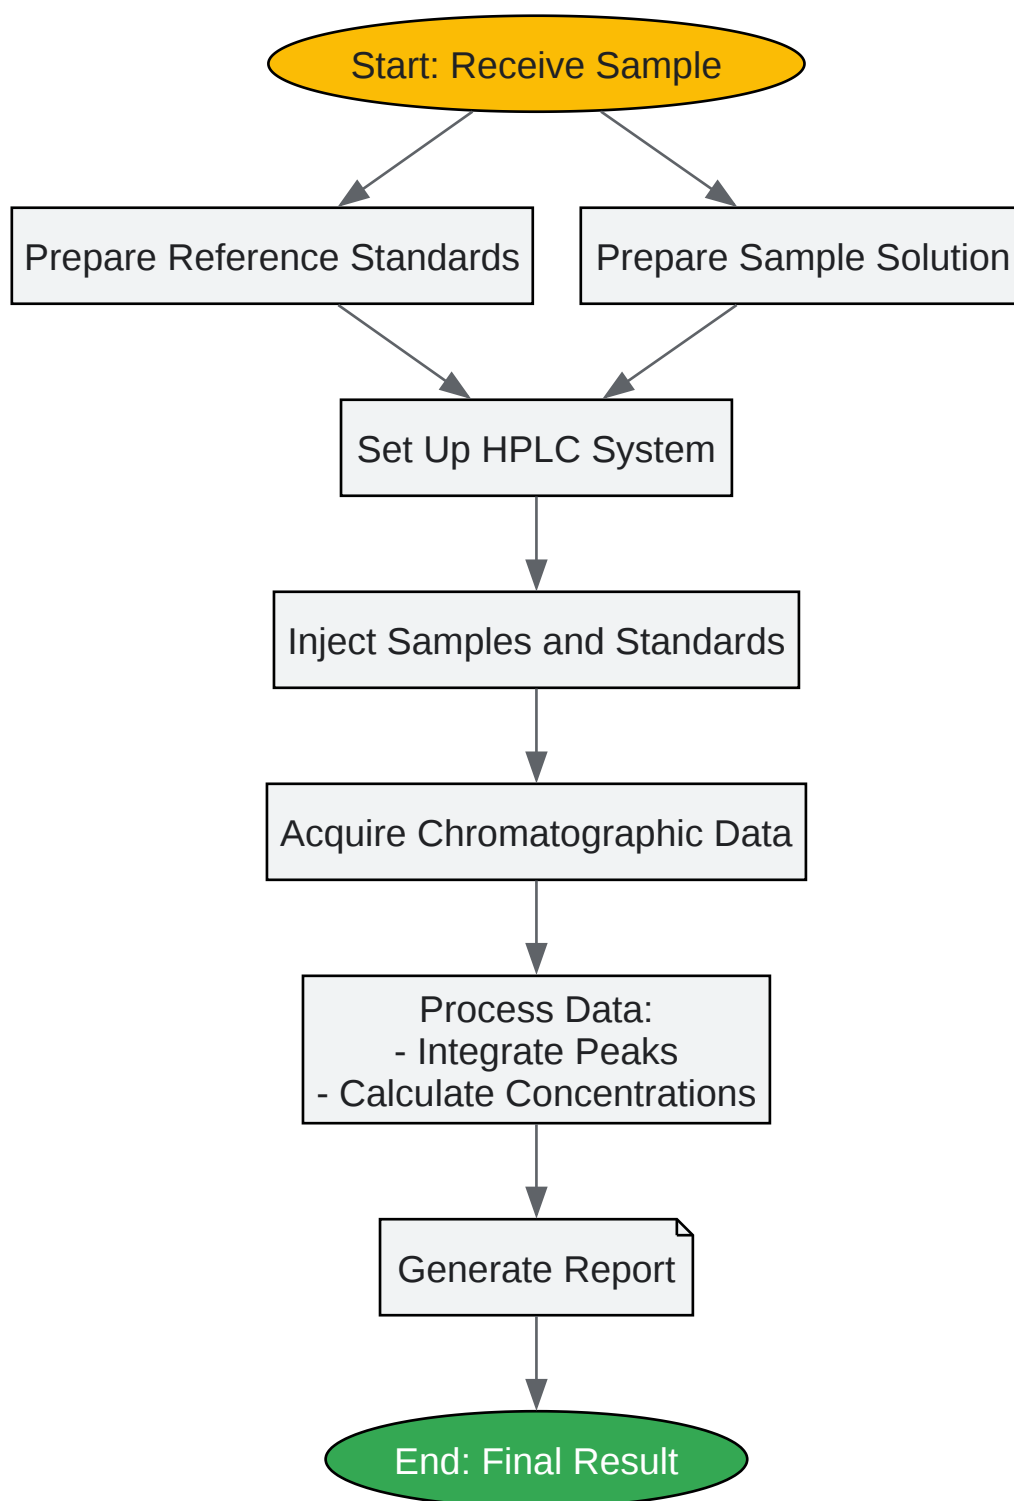 Start: Receive Sample
Prepare Reference Standards
Prepare Sample Solution
Set Up HPLC System
Inject Samples and Standards
Acquire Chromatographic Data
Process Data:
- Integrate Peaks
- Calculate Concentrations
Generate Report
End: Final Result